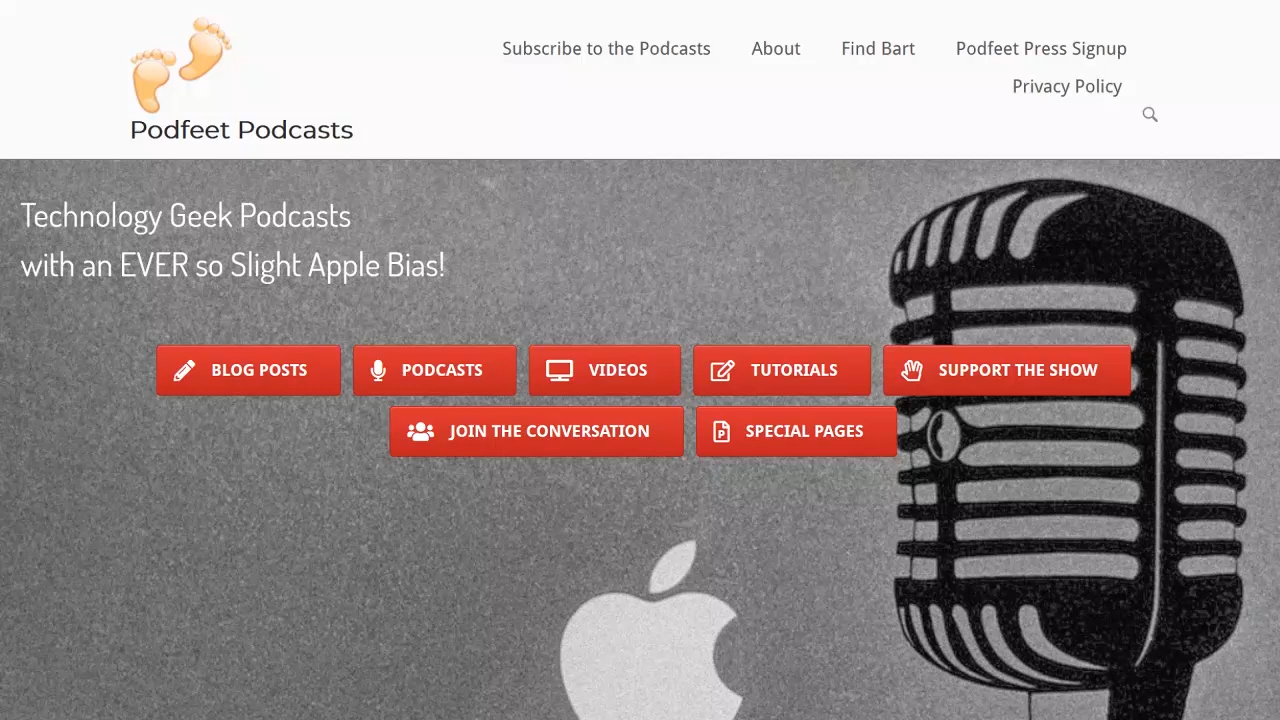 Subscribe to the Podcasts About Find Bart Podfeet Press Signup
Privacy Policy
Podfeet Podcasts
Technology Geek Podcasts
with an EVER so Slight Apple Bias!
BLOG POSTS PODCASTS VIDEOS TUTORIALS SUPPORT THE SHOW
JOIN THE CONVERSATION SPECIAL PAGES